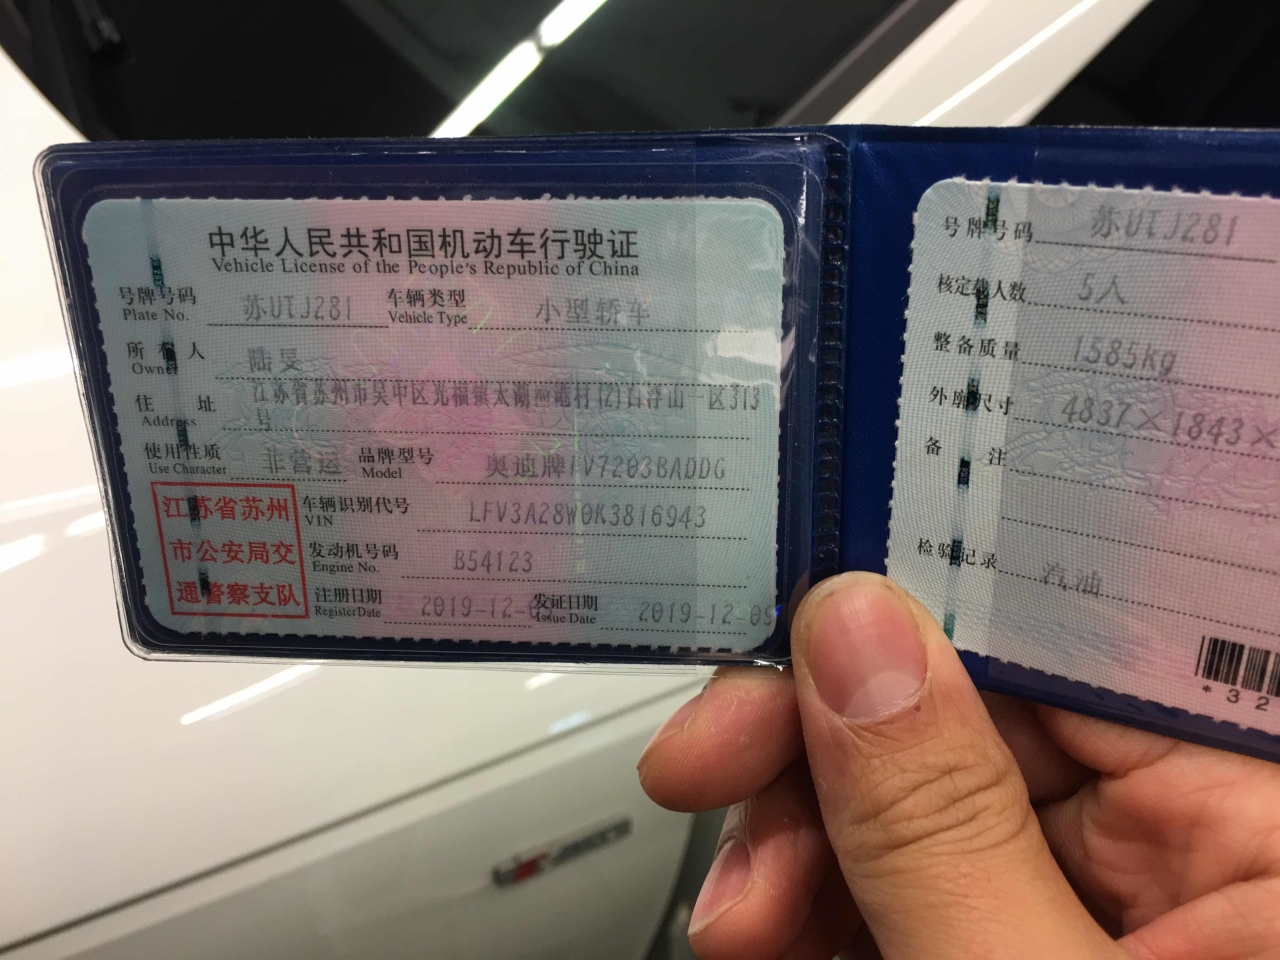 中华人民共和国机动车行驶证
Vehicle License of the People's Republic of China
号牌号码 苏UTJ281 车辆类型 小型轿车
Plate No. Vehicle Type
所有人 陆旻
Owner
江苏省苏州市吴中区光福镇太湖渔港村(2)白浮山一区313
住址 号
Address
使用性质 非营运 品牌型号 奥迪牌FV7203BADDG
Use Character Model
江苏省苏州
市公安局交
通警察支队
车辆识别代号 LFV3A28W0K3816943
VIN
发动机号码 B54123
Engine No.
注册日期 2019-12-0 发证日期 2019-12-09
Register Date Issue Date
号牌号码 苏UTJ281
核定载人数 5人
整备质量 1585kg
外廓尺寸 4837×1843×
备注
检验记录 汽油
*32